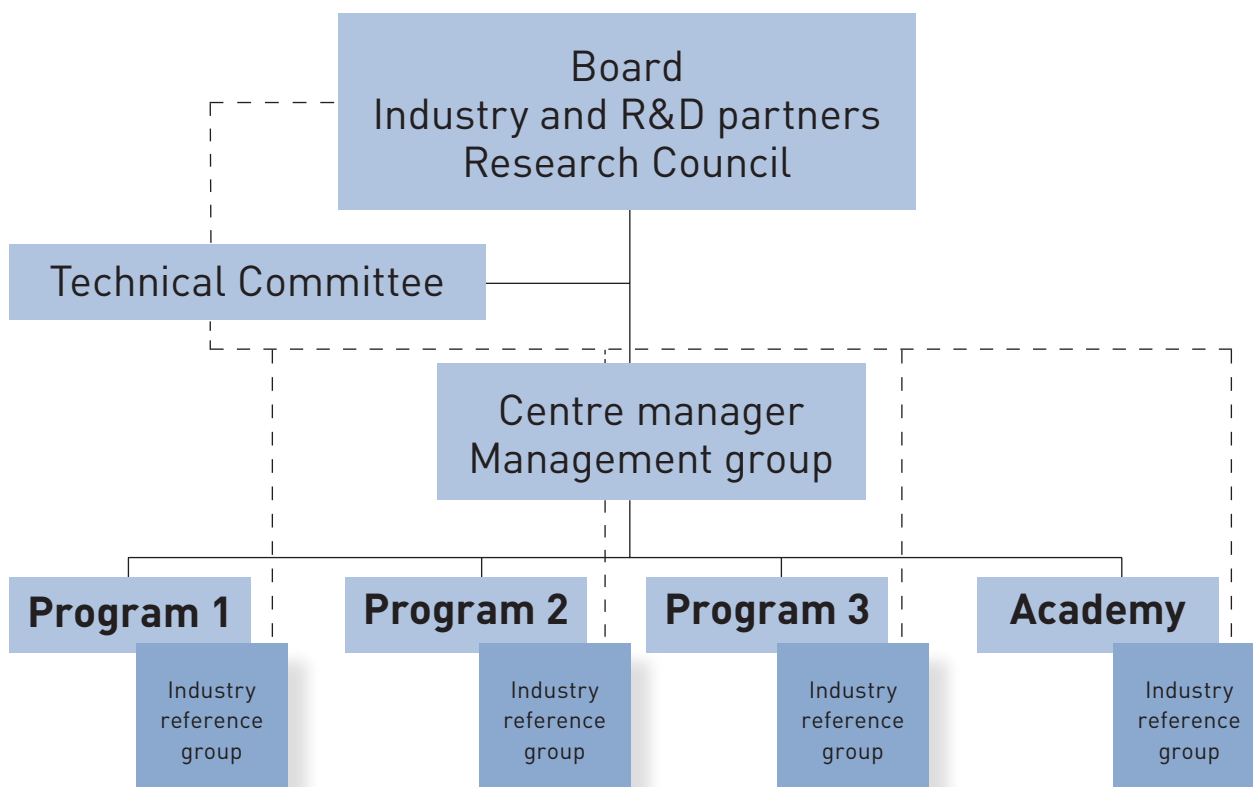 Board
Industry and R&D partners
Research Council
Technical Committee
Centre manager
Management group
Program 1
Program 2
Program 3
Academy
Industry
reference
group
Industry
reference
group
Industry
reference
group
Industry
reference
group